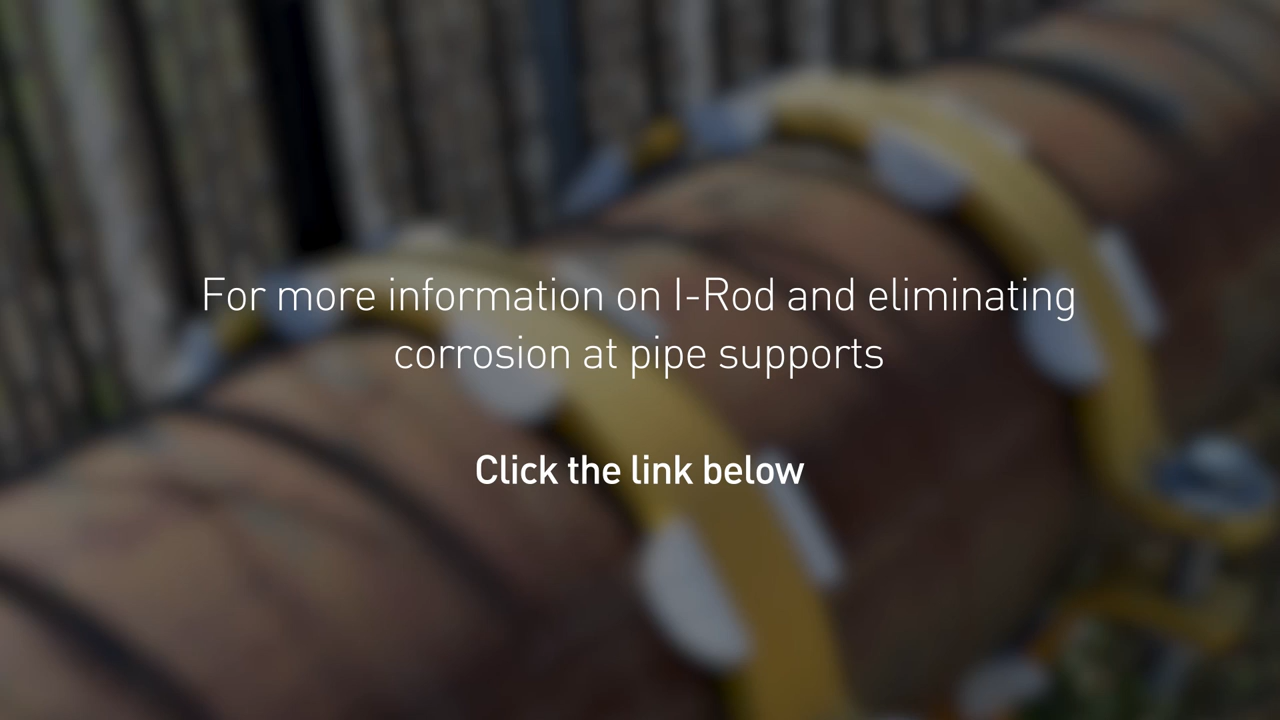 For more information on I-Rod and eliminating
corrosion at pipe supports
Click the link below